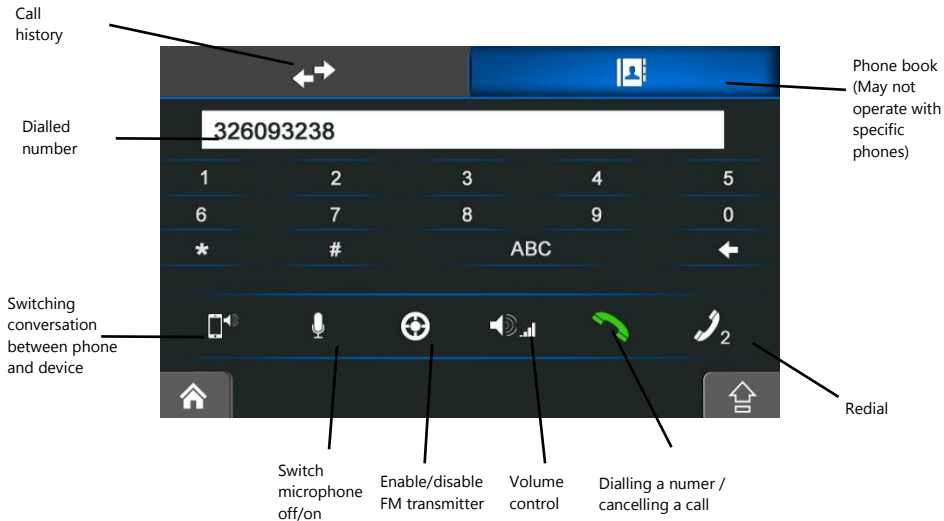 Call
history
Phone book
(May not
operate with
specific
phones)
Dialled
number
326093238
1 2 3 4 5
6 7 8 9 0
* # ABC
Switching
conversation
between phone
and device
2
Redial
Switch
microphone
off/on
Enable/disable
FM transmitter
Volume
control
Dialling a numer /
cancelling a call